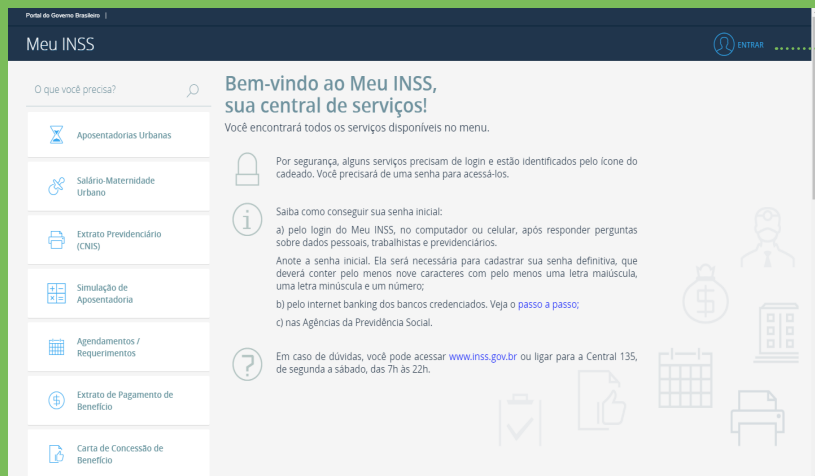 Portal do Governo Brasileiro |
Meu INSS
ENTRAR
O que você precisa?
Aposentadorias Urbanas
Salário-Maternidade
Urbano
Extrato Previdenciário
(CNIS)
Simulação de
Aposentadoria
Agendamentos /
Requerimentos
Extrato de Pagamento de
Benefício
Carta de Concessão de
Benefício
Bem-vindo ao Meu INSS,
sua central de serviços!
Você encontrará todos os serviços disponíveis no menu.
Por segurança, alguns serviços precisam de login e estão identificados pelo ícone do
cadeado. Você precisará de uma senha para acessá-los.
Saiba como conseguir sua senha inicial:
a) pelo login do Meu INSS, no computador ou celular, após responder perguntas
sobre dados pessoais, trabalhistas e previdenciários.
Anote a senha inicial. Ela será necessária para cadastrar sua senha definitiva, que
deverá conter pelo menos nove caracteres com pelo menos uma letra maiúscula,
uma letra minúscula e um número;
b) pelo internet banking dos bancos credenciados. Veja o passo a passo;
c) nas Agências da Previdência Social.
Em caso de dúvidas, você pode acessar www.inss.gov.br ou ligar para a Central 135,
de segunda a sábado, das 7h às 22h.